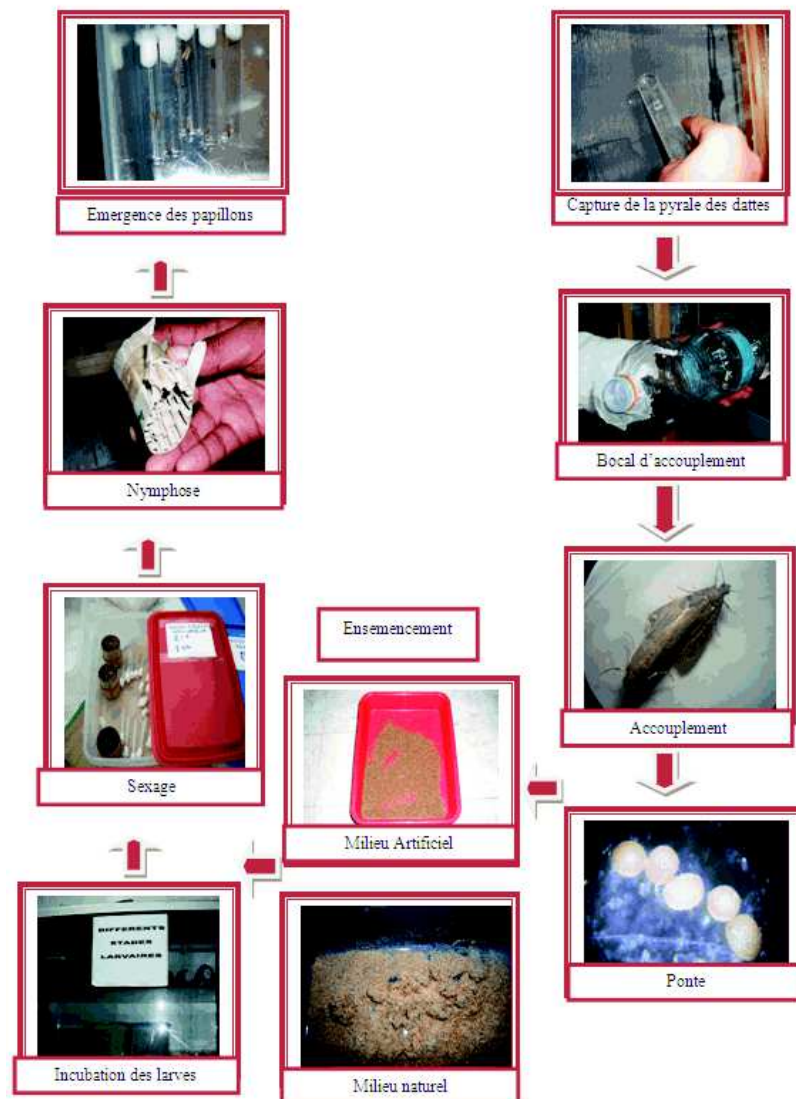 Emergence des papillons
Capture de la pyrale des dattes
Nymphose
Bocal d'accouplement
Ensemencement
Sexage
Accouplement
Milieu Artificiel
DIFFERENTS
STADES
LARVAIRES
Ponte
Incubation des larves
Milieu naturel